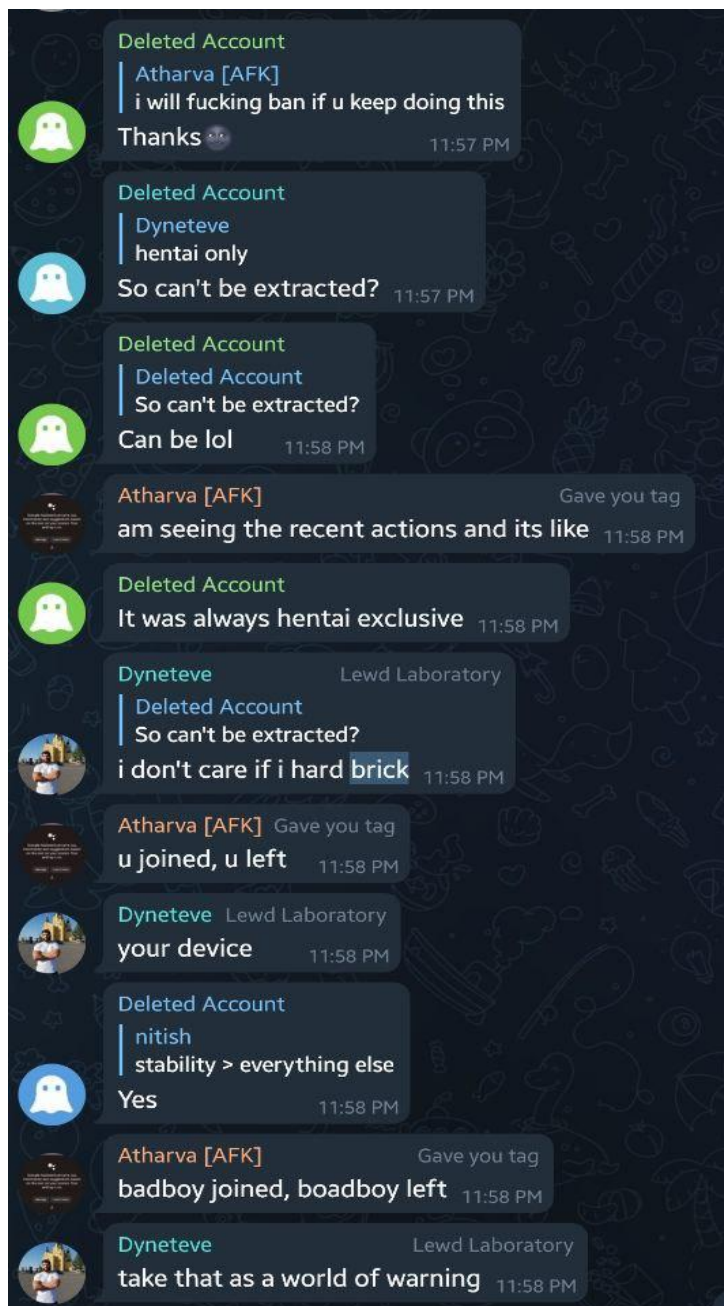 Deleted Account
Atharva [AFK]
i will fucking ban if u keep doing this
Thanks🌚
11:57 PM
Deleted Account
Dyneteve
hentai only
So can't be extracted? 11:57 PM
Deleted Account
Deleted Account
So can't be extracted?
Can be lol 11:58 PM
Atharva [AFK] Gave you tag
am seeing the recent actions and its like 11:58 PM
Deleted Account
It was always hentai exclusive 11:58 PM
Dyneteve Lewd Laboratory
Deleted Account
So can't be extracted?
i don't care if i hard brick 11:58 PM
Atharva [AFK] Gave you tag
u joined, u left 11:58 PM
Dyneteve Lewd Laboratory
your device 11:58 PM
Deleted Account
nitish
stability > everything else
Yes 11:58 PM
Atharva [AFK] Gave you tag
badboy joined, boadboy left 11:58 PM
Dyneteve Lewd Laboratory
take that as a world of warning 11:58 PM